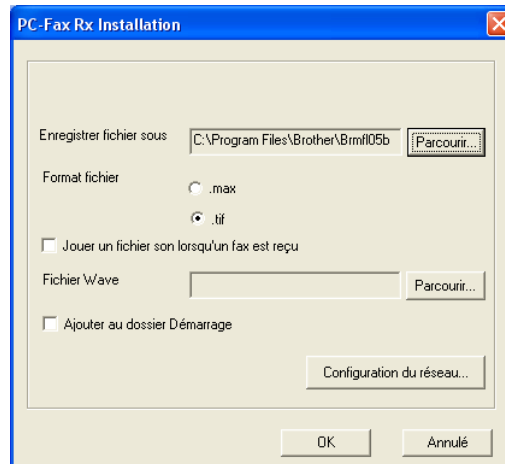 PC-Fax Rx Installation
Enregistrer fichier sous C:\Program Files\Brother\Brmfl05b Parcourir...
Format fichier
.max
.tif
Jouer un fichier son lorsqu'un fax est reçu
Fichier Wave Parcourir...
Ajouter au dossier Démarrage
Configuration du réseau...
OK Annulé